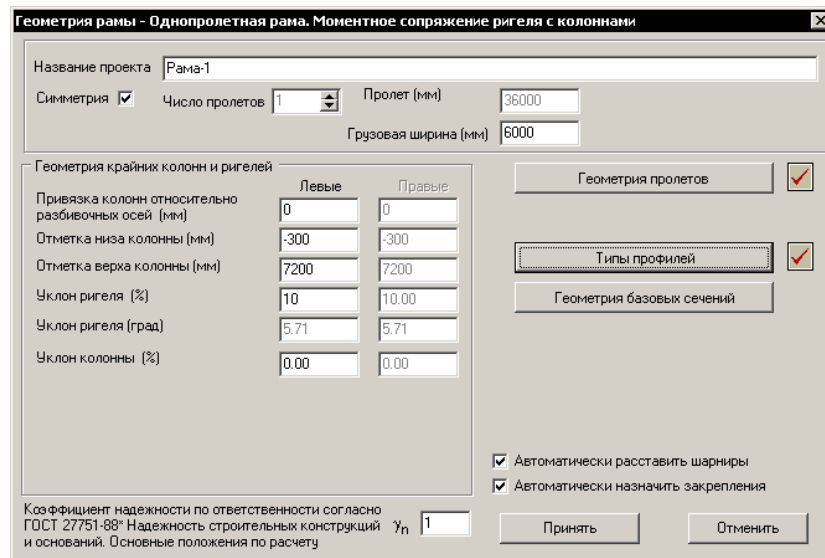 Геометрия рамы - Однопролетная рама. Моментное сопряжение ригеля с колоннами
Название проекта Рама-1
Симметрия Число пролетов 1 Пролет (мм) 36000
Грузовая ширина (мм) 6000
Геометрия крайних колонн и ригелей
Левые Правые
Привязка колонн относительно
разбивочных осей (мм) 0 0
Отметка низа колонны (мм) -300 -300
Отметка верха колонны (мм) 7200 7200
Уклон ригеля (%) 10 10.00
Уклон ригеля (град) 5.71 5.71
Уклон колонны (%) 0.00 0.00
Геометрия пролетов
Типы профилей
Геометрия базовых сечений
Автоматически расставить шарниры
Автоматически назначить закрепления
Коэффициент надежности по ответственности согласно
ГОСТ 27751-88* Надежность строительных конструкций
и оснований. Основные положения по расчету
γn 1
Принять Отменить